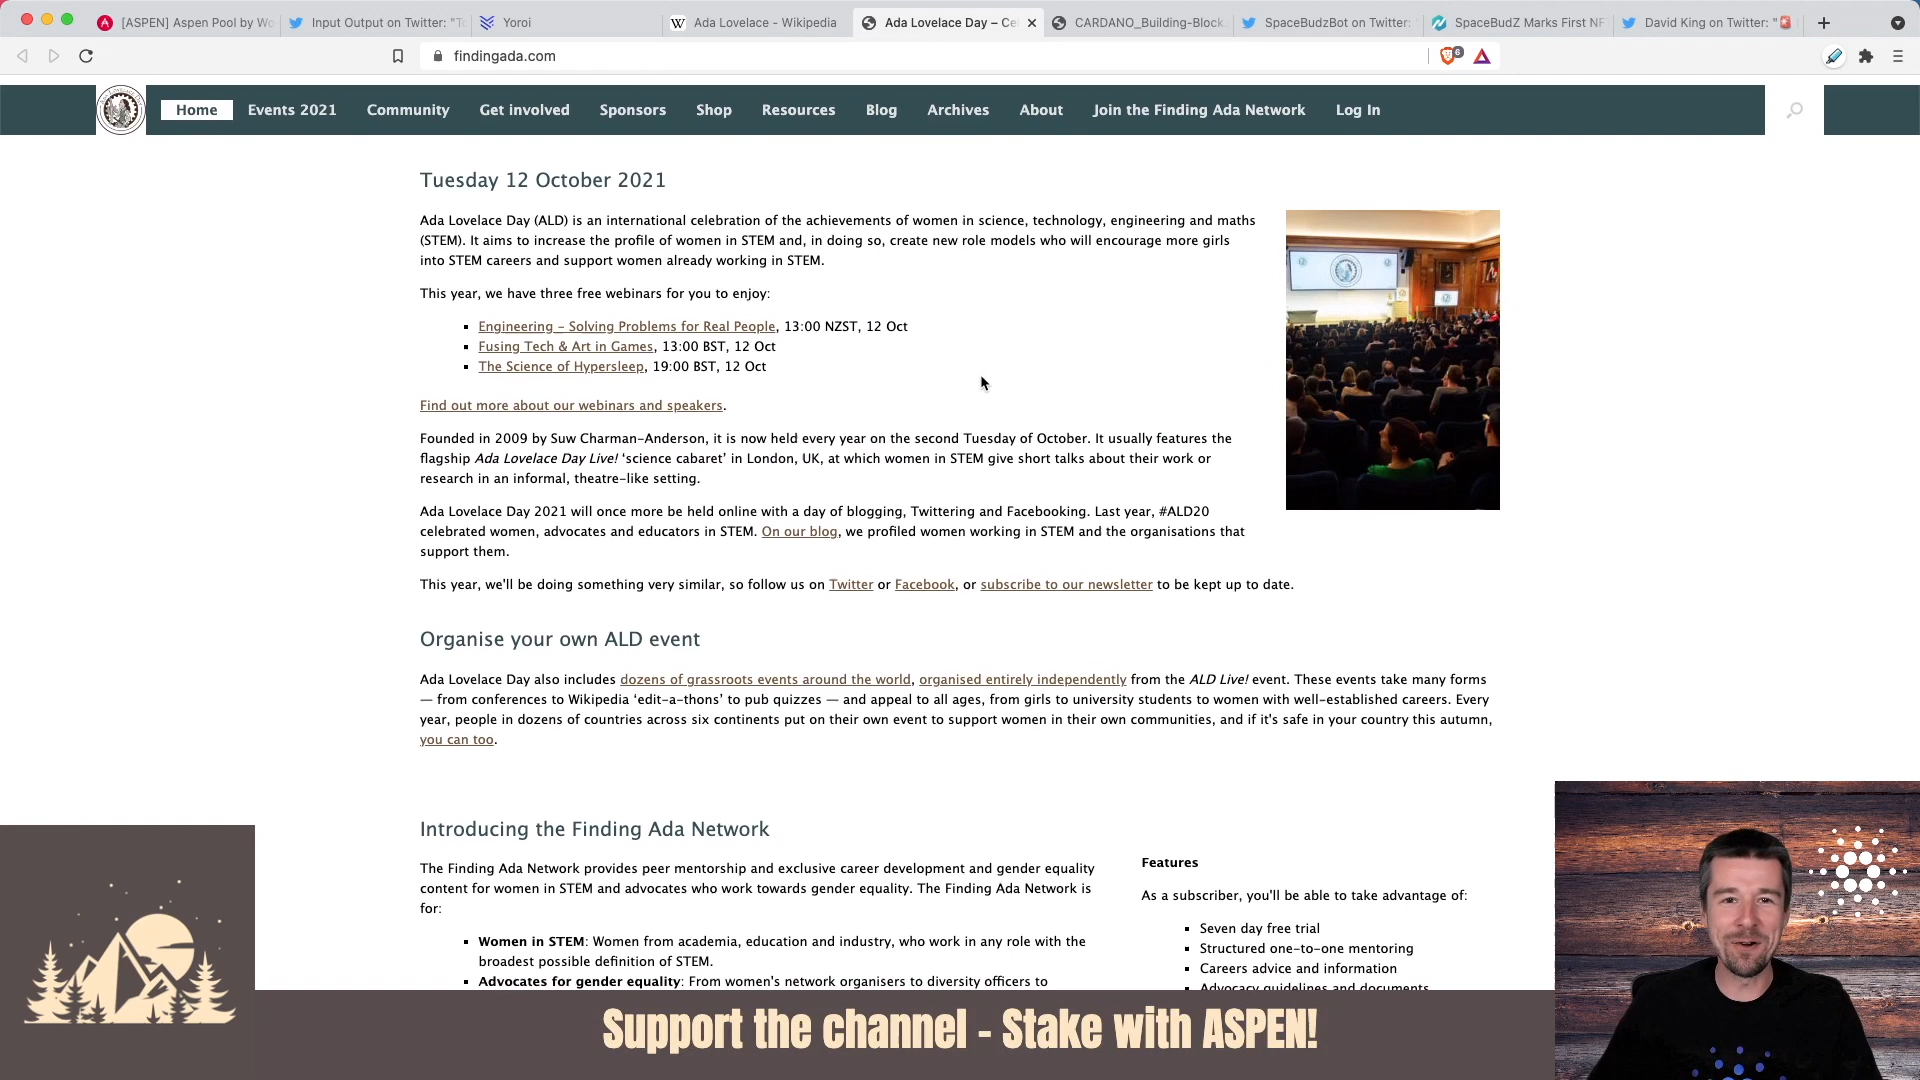 [ASPEN] Aspen Pool by Wo
Input Output on Twitter: "To
Yoroi
Ada Lovelace - Wikipedia
Ada Lovelace Day – Ce
CARDANO_Building-Block
SpaceBudzBot on Twitter:
SpaceBudZ Marks First NF
David King on Twitter: "🚨
findingada.com
6
Home Events 2021 Community Get involved Sponsors Shop Resources Blog Archives About Join the Finding Ada Network Log In
Tuesday 12 October 2021
Ada Lovelace Day (ALD) is an international celebration of the achievements of women in science, technology, engineering and maths
(STEM). It aims to increase the profile of women in STEM and, in doing so, create new role models who will encourage more girls
into STEM careers and support women already working in STEM.
This year, we have three free webinars for you to enjoy:
Engineering – Solving Problems for Real People, 13:00 NZST, 12 Oct
Fusing Tech & Art in Games, 13:00 BST, 12 Oct
The Science of Hypersleep, 19:00 BST, 12 Oct
Find out more about our webinars and speakers.
Founded in 2009 by Suw Charman-Anderson, it is now held every year on the second Tuesday of October. It usually features the
flagship Ada Lovelace Day Live! ‘science cabaret’ in London, UK, at which women in STEM give short talks about their work or
research in an informal, theatre-like setting.
Ada Lovelace Day 2021 will once more be held online with a day of blogging, Twittering and Facebooking. Last year, #ALD20
celebrated women, advocates and educators in STEM. On our blog, we profiled women working in STEM and the organisations that
support them.
This year, we'll be doing something very similar, so follow us on Twitter or Facebook, or subscribe to our newsletter to be kept up to date.
Organise your own ALD event
Ada Lovelace Day also includes dozens of grassroots events around the world, organised entirely independently from the ALD Live! event. These events take many forms
— from conferences to Wikipedia ‘edit-a-thons’ to pub quizzes — and appeal to all ages, from girls to university students to women with well-established careers. Every
year, people in dozens of countries across six continents put on their own event to support women in their own communities, and if it's safe in your country this autumn,
you can too.
Introducing the Finding Ada Network
The Finding Ada Network provides peer mentorship and exclusive career development and gender equality
content for women in STEM and advocates who work towards gender equality. The Finding Ada Network is
for:
Women in STEM: Women from academia, education and industry, who work in any role with the
broadest possible definition of STEM.
Advocates for gender equality: From women's network organisers to diversity officers to
Features
As a subscriber, you'll be able to take advantage of:
Seven day free trial
Structured one-to-one mentoring
Careers advice and information
Advocacy guidelines and documents
Support the channel - Stake with ASPEN!